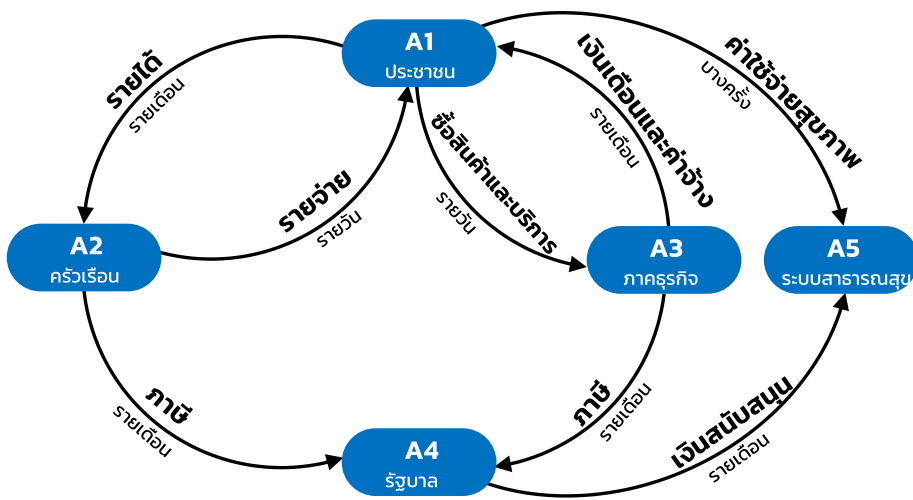 A1
ประชาชน
รายได้
รายเดือน
รายจ่าย
รายวัน
ซื้อสินค้าและบริการ
รายวัน
เงินเดือนและค่าจ้าง
รายเดือน
ค่าใช้จ่ายสุขภาพ
บางครั้ง
A2
ครัวเรือน
A3
ภาคธุรกิจ
A5
ระบบสาธารณสุข
ภาษี
รายเดือน
ภาษี
รายเดือน
เงินสนับสนุน
รายเดือน
A4
รัฐบาล